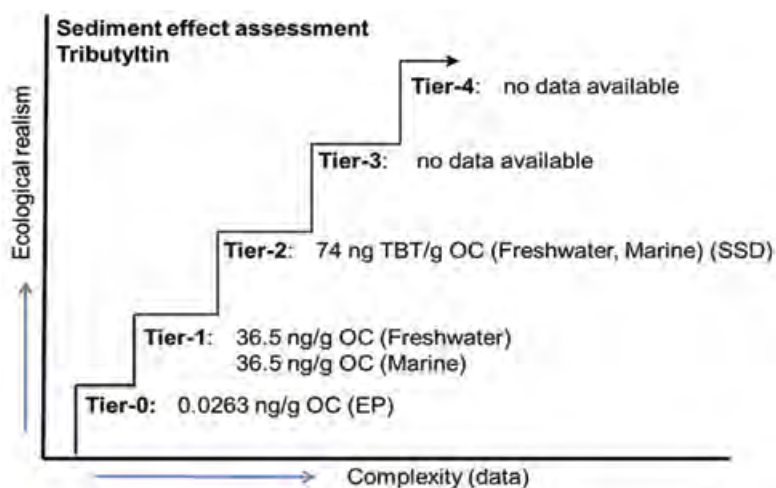 Sediment effect assessment
Tributyltin
Tier-4: no data available
Tier-3: no data available
Tier-2: 74 ng TBT/g OC (Freshwater, Marine) (SSD)
Tier-1: 36.5 ng/g OC (Freshwater)
36.5 ng/g OC (Marine)
Tier-0: 0.0263 ng/g OC (EP)
Ecological realism
Complexity (data)